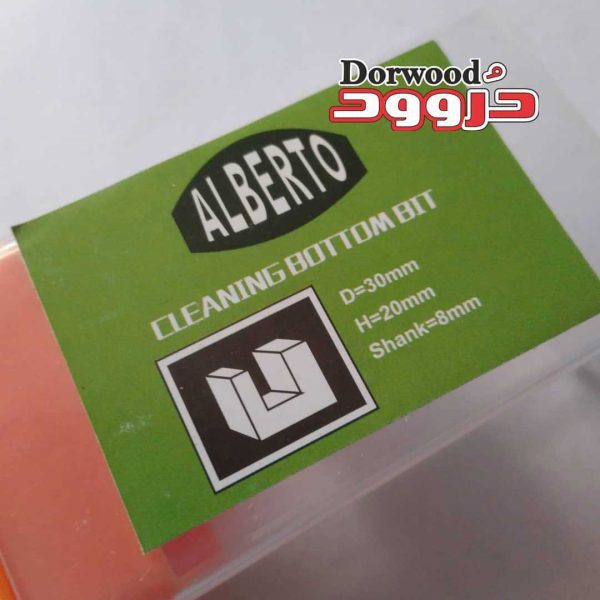 Dorwood
دروود
ALBERTO
CLEANING BOTTOM BIT
D=30mm
H=20mm
Shank=8mm